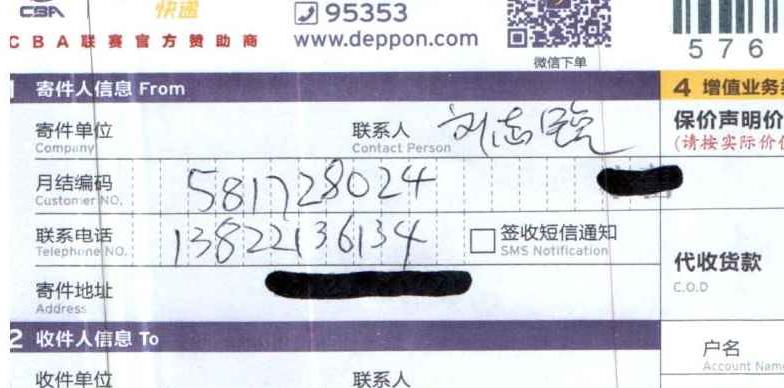 CBA 快递 95353
CBA联赛官方赞助商 www.deppon.com
微信下单 576
1 寄件人信息 From
4 增值业务
寄件单位 联系人 刘志
Company Contact Person
保价声明价
(请按实际价
月结编码 581728024
Customer NO.
联系电话 13822136134 签收短信通知
Telephone NO. SMS Notification
代收货款
C.O.D
寄件地址
Address
2 收件人信息 To
户名
Account Name
收件单位 联系人